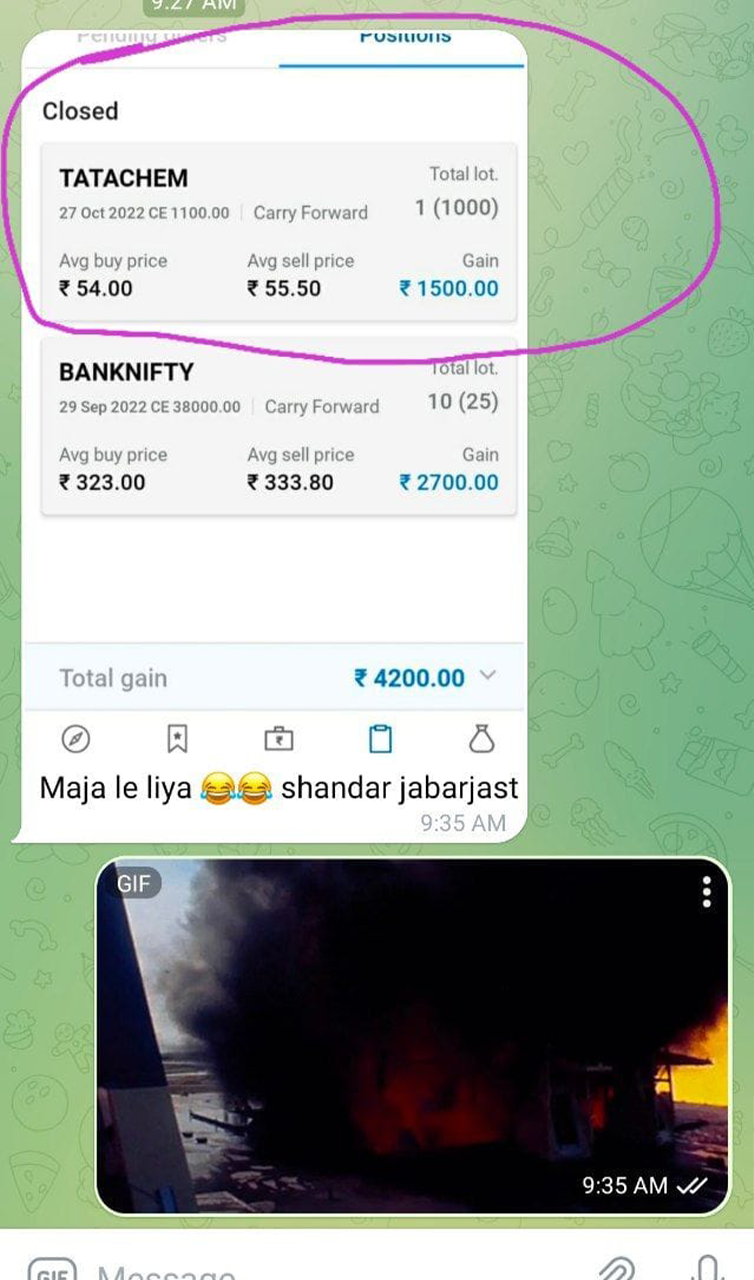 9:27 AM
Pending orders Positions
Closed
TATACHEM Total lot.
27 Oct 2022 CE 1100.00 Carry Forward 1 (1000)
Avg buy price Avg sell price Gain
₹ 54.00 ₹ 55.50 ₹ 1500.00
BANKNIFTY Total lot.
29 Sep 2022 CE 38000.00 Carry Forward 10 (25)
Avg buy price Avg sell price Gain
₹ 323.00 ₹ 333.80 ₹ 2700.00
Total gain ₹ 4200.00
Maja le liya 😂😂 shandar jabarjast
9:35 AM
GIF
9:35 AM
GIF Message